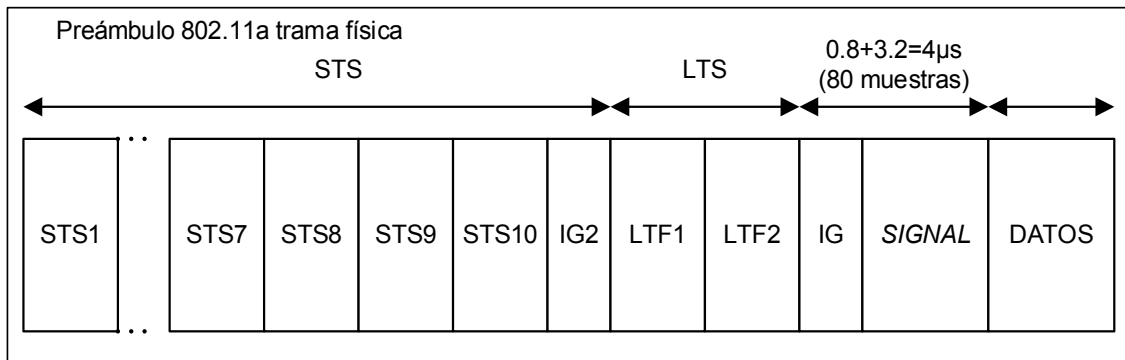 Preámbulo 802.11a trama física
STS
LTS
0.8+3.2=4µs
(80 muestras)
STS1
...
STS7
STS8
STS9
STS10
IG2
LTF1
LTF2
IG
SIGNAL
DATOS